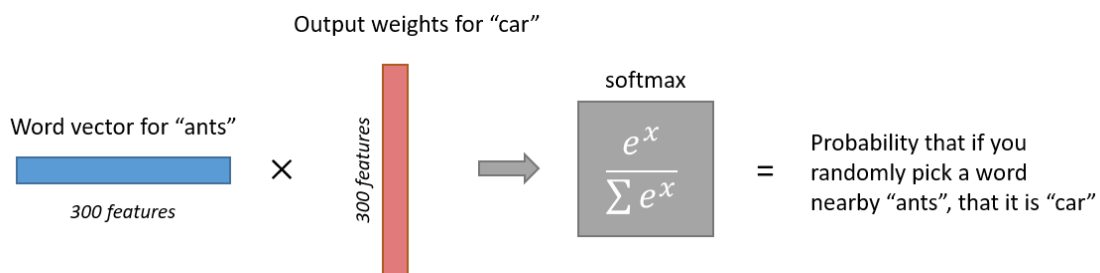 Output weights for “car”
softmax
Word vector for “ants”
300 features
×
300 features
e^x
∑ e^x
=
Probability that if you
randomly pick a word
nearby “ants”, that it is “car”